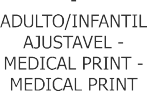 -
ADULTO/INFANTIL
AJUSTAVEL -
MEDICAL PRINT -
MEDICAL PRINT